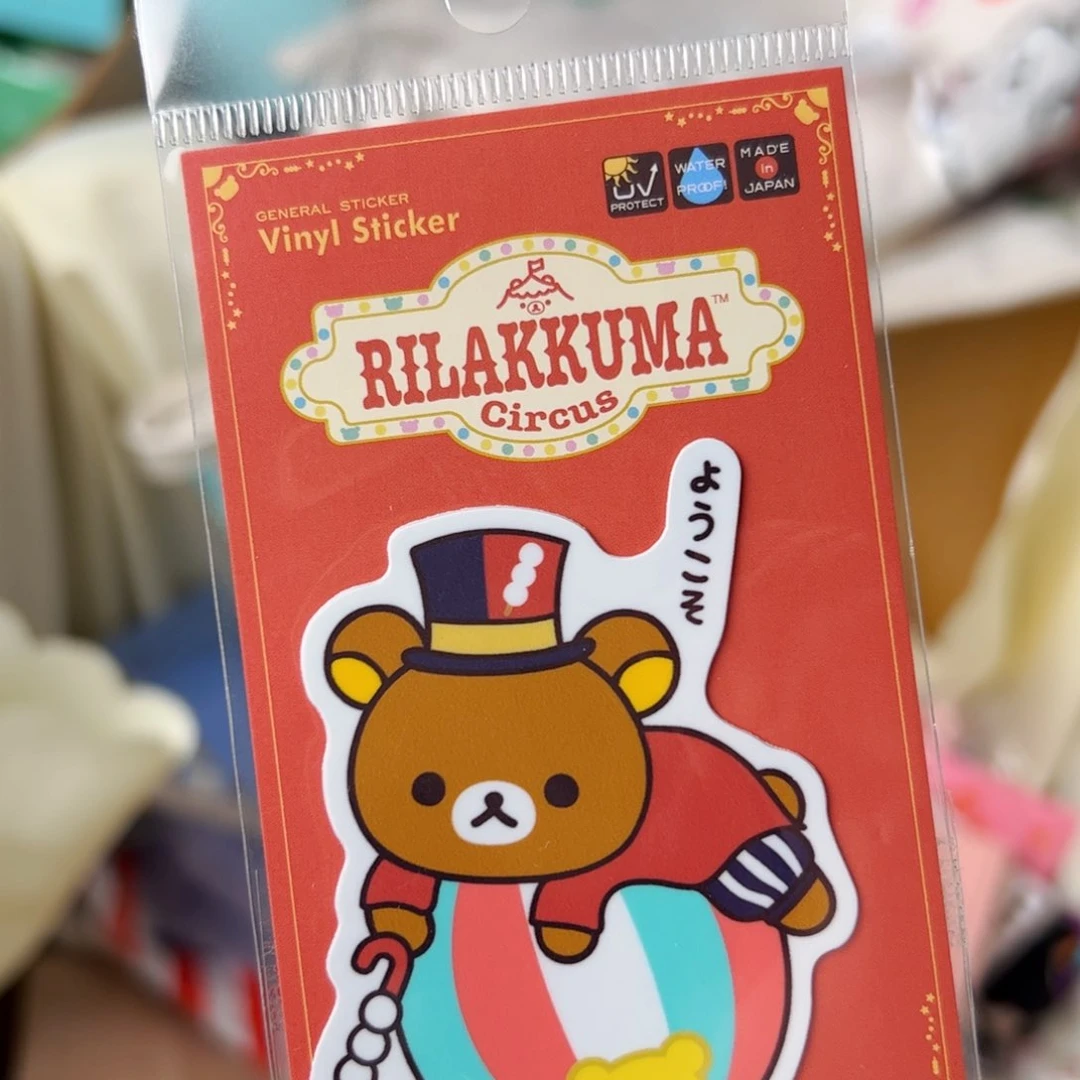 GENERAL STICKER
Vinyl Sticker
UV
PROTECT
WATER
PROOF!
MADE
in
JAPAN
RILAKKUMA™
Circus
ようこそ